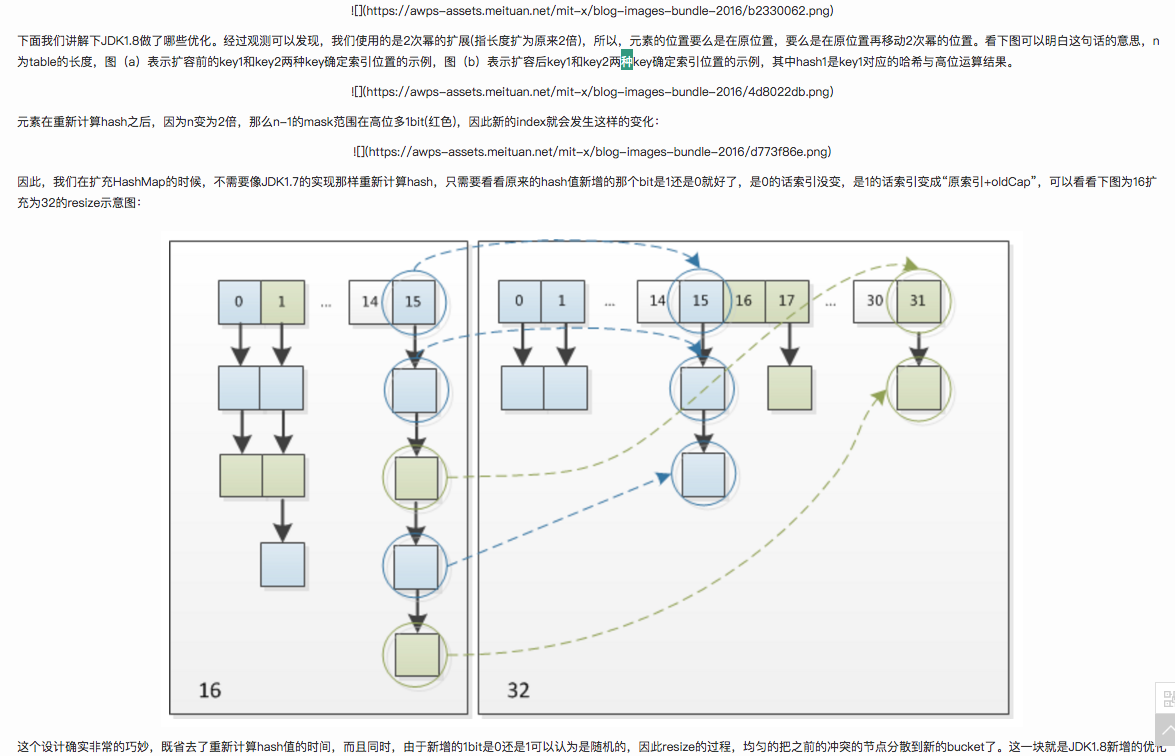 ![](https://awps-assets.meituan.net/mit-x/blog-images-bundle-2016/b2330062.png)
下面我们讲解下JDK1.8做了哪些优化。经过观测可以发现，我们使用的是2次幂的扩展(指长度扩为原来2倍)，所以，元素的位置要么是在原位置，要么是在原位置再移动2次幂的位置。看下图可以明白这句话的意思，n
为table的长度，图（a）表示扩容前的key1和key2两种key确定索引位置的示例，图（b）表示扩容后key1和key2两种key确定索引位置的示例，其中hash1是key1对应的哈希与高位运算结果。
![](https://awps-assets.meituan.net/mit-x/blog-images-bundle-2016/4d8022db.png)
元素在重新计算hash之后，因为n变为2倍，那么n-1的mask范围在高位多1bit(红色)，因此新的index就会发生这样的变化：
![](https://awps-assets.meituan.net/mit-x/blog-images-bundle-2016/d773f86e.png)
因此，我们在扩充HashMap的时候，不需要像JDK1.7的实现那样重新计算hash，只需要看看原来的hash值新增的那个bit是1还是0就好了，是0的话索引没变，是1的话索引变成“原索引+oldCap”，可以看看下图为16扩
充为32的resize示意图：
0 1 ... 14 15 0 1 ... 14 15 16 17 ... 30 31
16 32
这个设计确实非常的巧妙，既省去了重新计算hash值的时间，而且同时，由于新增的1bit是0还是1可以认为是随机的，因此resize的过程，均匀的把之前的冲突的节点分散到新的bucket了。这一块就是JDK1.8新增的优化